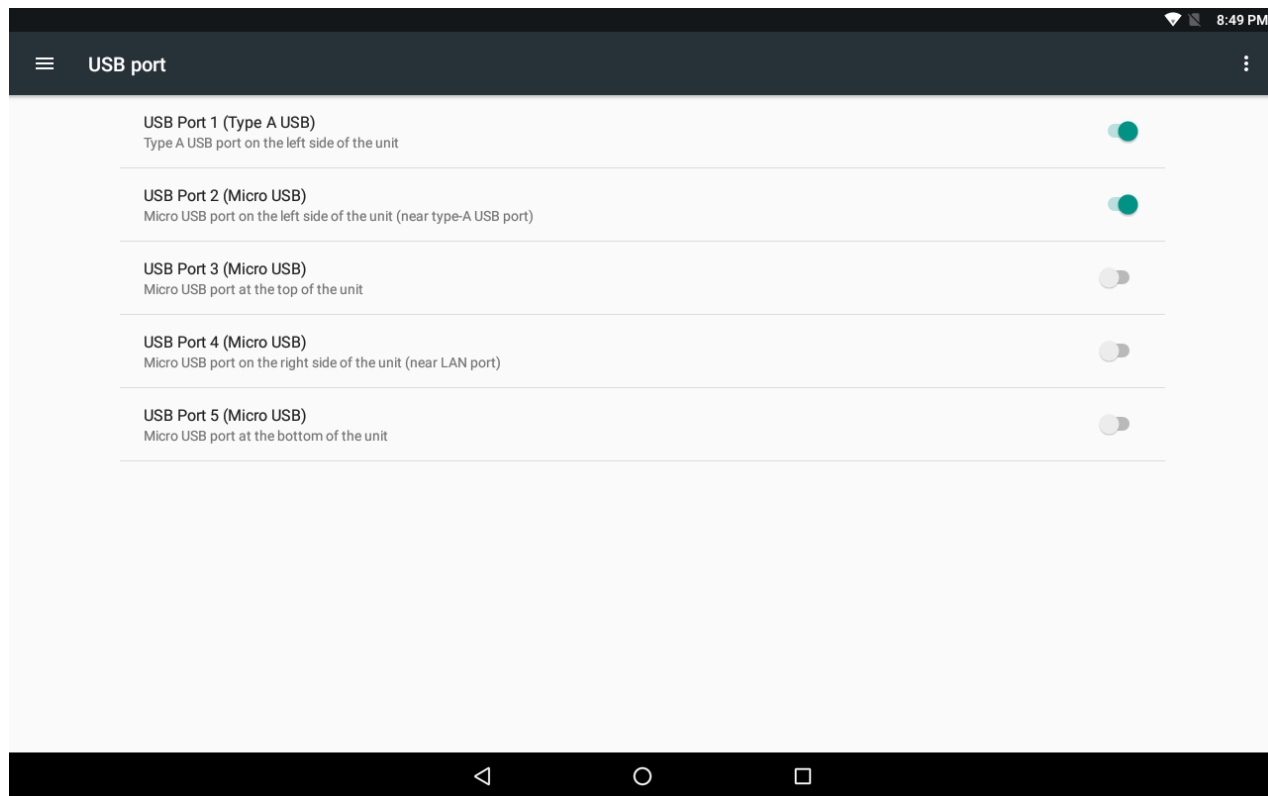 8:49 PM
USB port
USB Port 1 (Type A USB)
Type A USB port on the left side of the unit
USB Port 2 (Micro USB)
Micro USB port on the left side of the unit (near type-A USB port)
USB Port 3 (Micro USB)
Micro USB port at the top of the unit
USB Port 4 (Micro USB)
Micro USB port on the right side of the unit (near LAN port)
USB Port 5 (Micro USB)
Micro USB port at the bottom of the unit